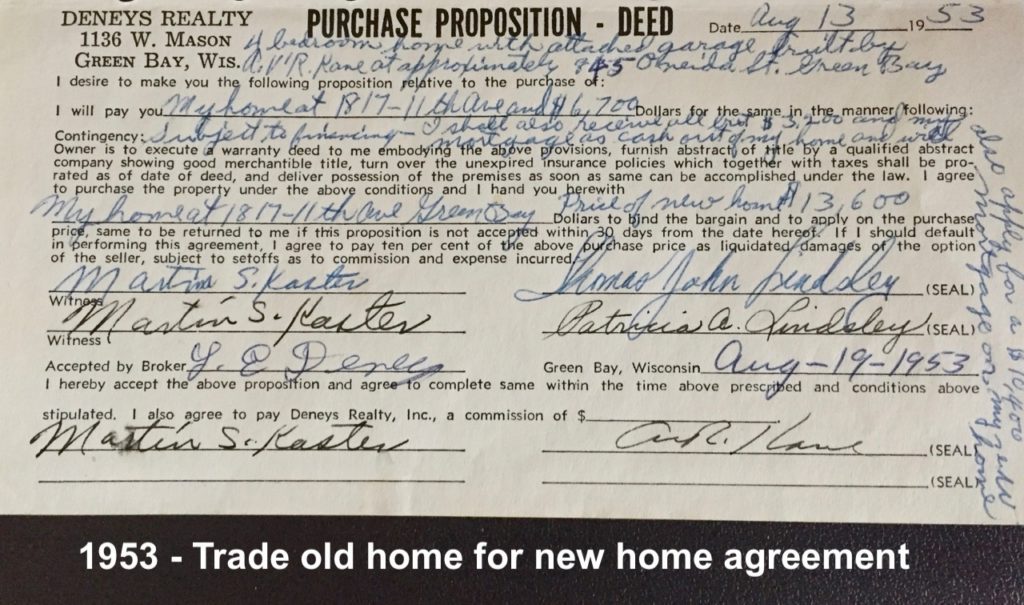 DENEYS REALTY
1136 W. MASON
GREEN BAY, WIS.
PURCHASE PROPOSITION - DEED
Date Aug 13 1953
4 bedroom home with attached garage built by
A. R. Kane at approximately 845 Oneida St. Green Bay
I desire to make you the following proposition relative to the purchase of:
I will pay you My home at 1817-11th Ave and $6,700 Dollars for the same in the manner following:
Contingency: Subject to financing - I shall also receive $3,200 and my
mortgage as cash out of my home and will
also apply for a $10,400
mortgage on my new home
Owner is to execute a warranty deed to me embodying the above provisions, furnish abstract of title by a qualified abstract
company showing good merchantible title, turn over the unexpired insurance policies which together with taxes shall be pro-
rated as of date of deed, and deliver possession of the premises as soon as same can be accomplished under the law. I agree
to purchase the property under the above conditions and I hand you herewith
My home at 1817-11th Ave Green Bay Price of new home $13,600
Dollars to bind the bargain and to apply on the purchase
price, same to be returned to me if this proposition is not accepted within 30 days from the date hereof. If I should default
in performing this agreement, I agree to pay ten per cent of the above purchase price as liquidated damages of the option
of the seller, subject to setoffs as to commission and expense incurred.
Martin S. Kaster Thomas John Lindsley (SEAL)
Witness
Martin S. Kaster Patricia A. Lindsley (SEAL)
Witness
Accepted by Broker L. E. Deneys Green Bay, Wisconsin Aug-19-1953
I hereby accept the above proposition and agree to complete same within the time above prescribed and conditions above
stipulated. I also agree to pay Deneys Realty, Inc., a commission of $
Martin S. Kaster A. R. Kane (SEAL)
(SEAL)
1953 - Trade old home for new home agreement